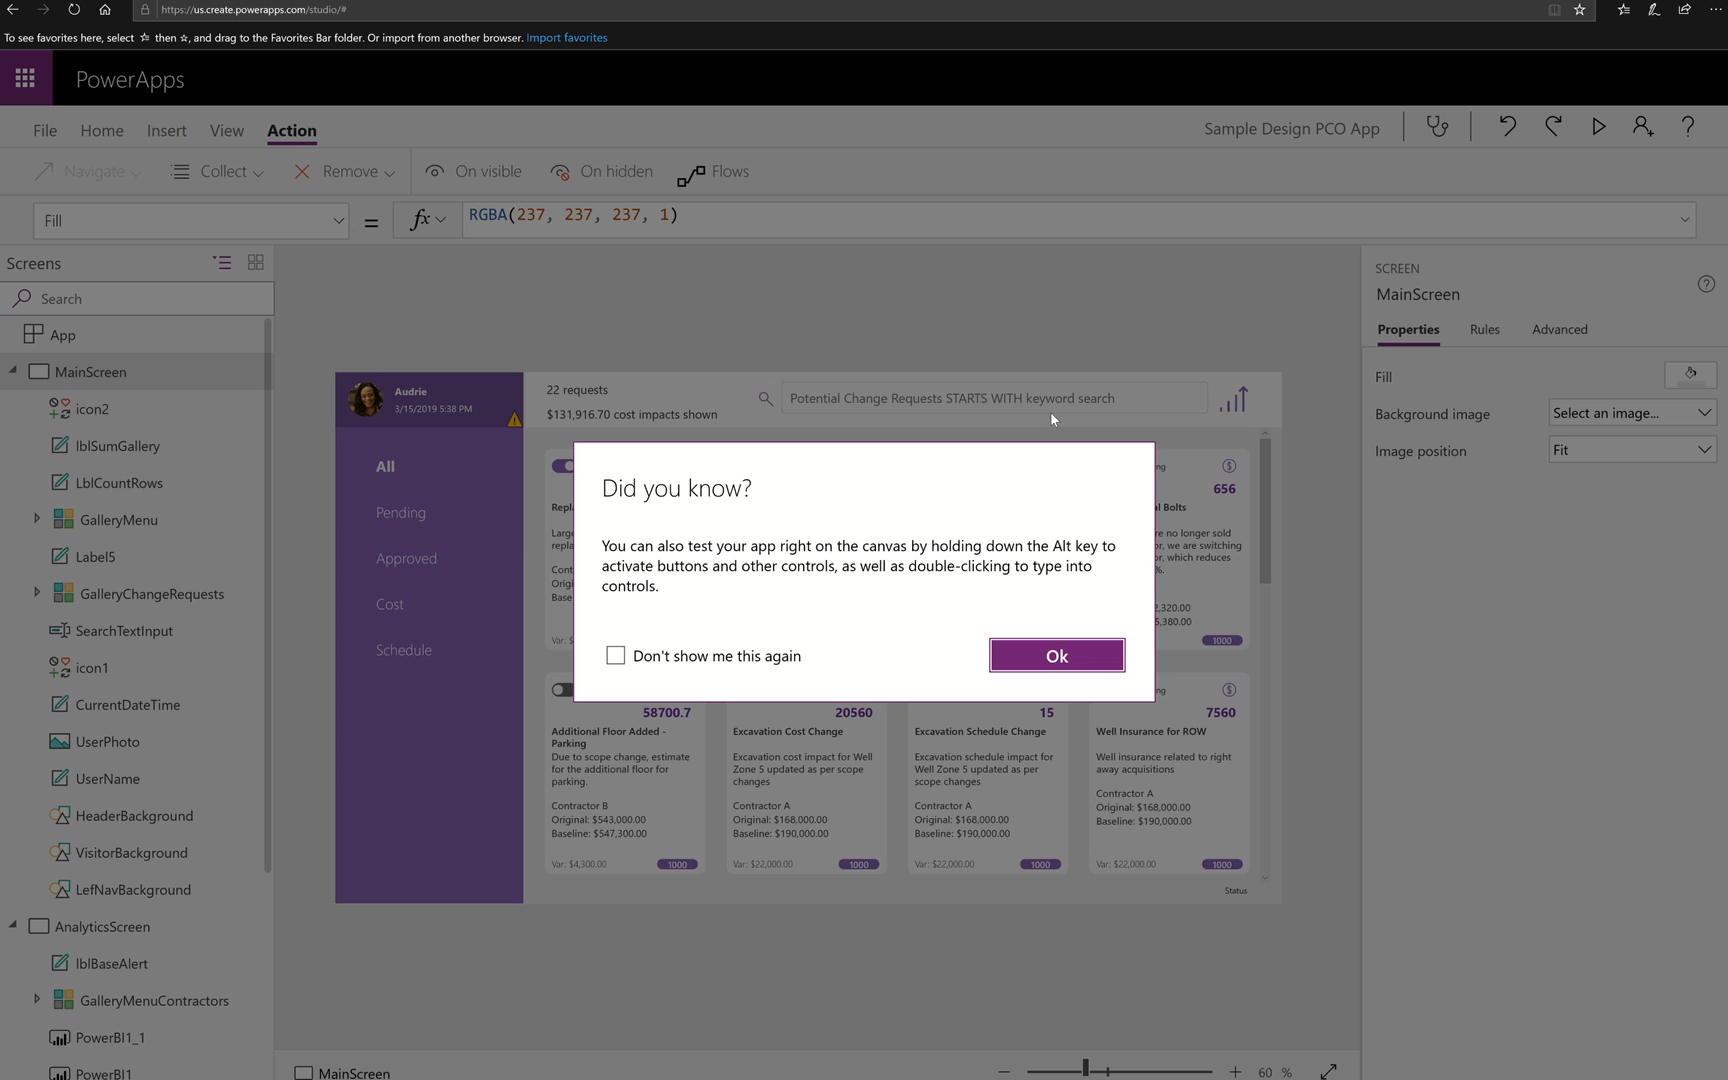 https://us.create.powerapps.com/studio/#
To see favorites here, select then , and drag to the Favorites Bar folder. Or import from another browser. Import favorites
PowerApps
File Home Insert View Action
Sample Design PCO App
Navigate Collect Remove On visible On hidden Flows
Fill = fx RGBA(237, 237, 237, 1)
Screens
Search
App
MainScreen
icon2
lblSumGallery
LblCountRows
GalleryMenu
Label5
GalleryChangeRequests
SearchTextInput
icon1
CurrentDateTime
UserPhoto
UserName
HeaderBackground
VisitorBackground
LefNavBackground
AnalyticsScreen
lblBaseAlert
GalleryMenuContractors
PowerBI1_1
PowerBI1
Audrie
3/15/2019 5:38 PM
22 requests
$131,916.70 cost impacts shown
Potential Change Requests STARTS WITH keyword search
All
Pending
Approved
Cost
Schedule
Did you know?
You can also test your app right on the canvas by holding down the Alt key to
activate buttons and other controls, as well as double-clicking to type into
controls.
Don't show me this again
Ok
656
1000
58700.7
Additional Floor Added -
Parking
Due to scope change, estimate
for the additional floor for
parking.
Contractor B
Original: $543,000.00
Baseline: $547,300.00
Var: $4,300.00 1000
20560
Excavation Cost Change
Excavation cost impact for Well
Zone 5 updated as per scope
changes
Contractor A
Original: $168,000.00
Baseline: $190,000.00
Var: $22,000.00 1000
15
Excavation Schedule Change
Excavation schedule impact for
Well Zone 5 updated as per
scope changes
Contractor A
Original: $168,000.00
Baseline: $190,000.00
Var: $22,000.00 1000
7560
Well Insurance for ROW
Well insurance related to right
away acquisitions
Contractor A
Original: $168,000.00
Baseline: $190,000.00
Var: $22,000.00 1000
Status
SCREEN
MainScreen
Properties Rules Advanced
Fill
Background image Select an image...
Image position Fit
MainScreen
60 %